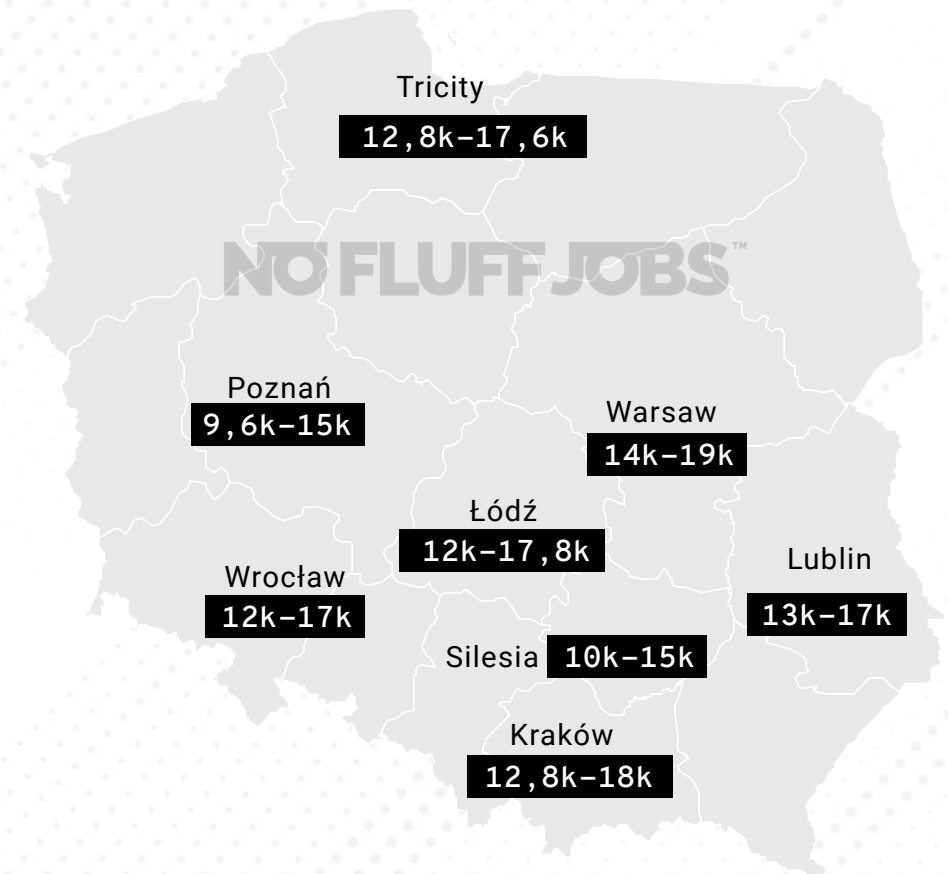 Tricity
12,8k–17,6k
NO FLUFF JOBS™
Poznań
9,6k–15k
Warsaw
14k–19k
Łódź
12k–17,8k
Lublin
13k–17k
Wrocław
12k–17k
Silesia 10k–15k
Kraków
12,8k–18k